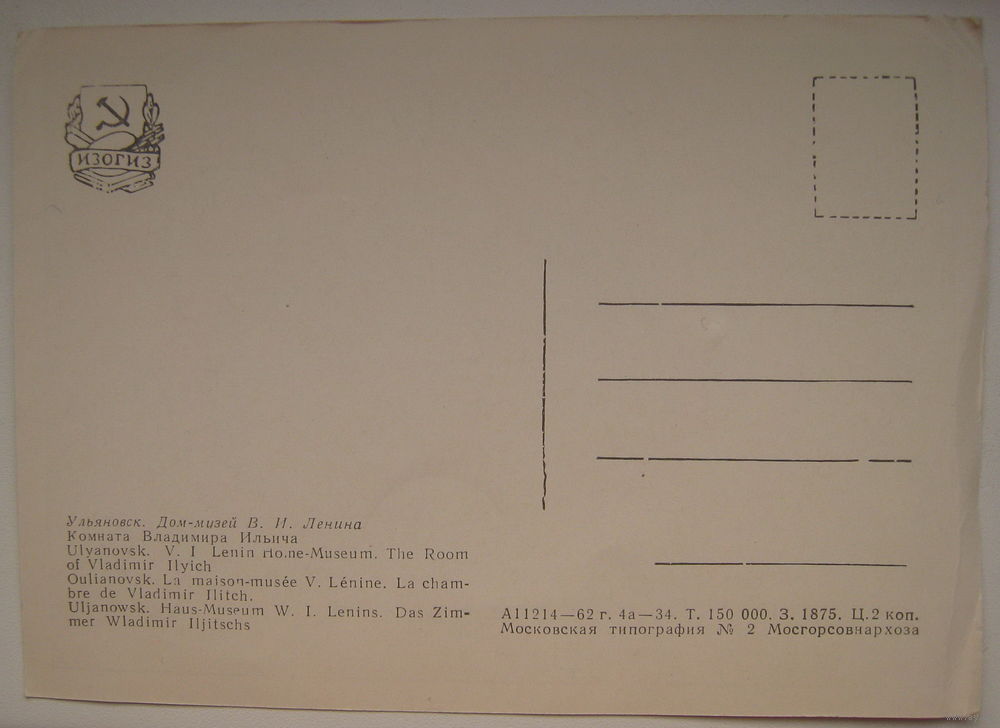 ИЗОГИЗ
Ульяновск. Дом-музей В. И. Ленина
Комната Владимира Ильича
Ulyanovsk. V. I Lenin Home-Museum. The Room
of Vladimir Ilyich
Oulianovsk. La maison-musée V. Lénine. La cham-
bre de Vladimir Ilitch.
Uljanowsk. Haus-Museum W. I. Lenins. Das Zim-
mer Wladimir Iljitschs
А11214—62 г. 4а—34. Т. 150 000. З. 1875. Ц. 2 коп.
Московская типография № 2 Мосгорсовнархоза